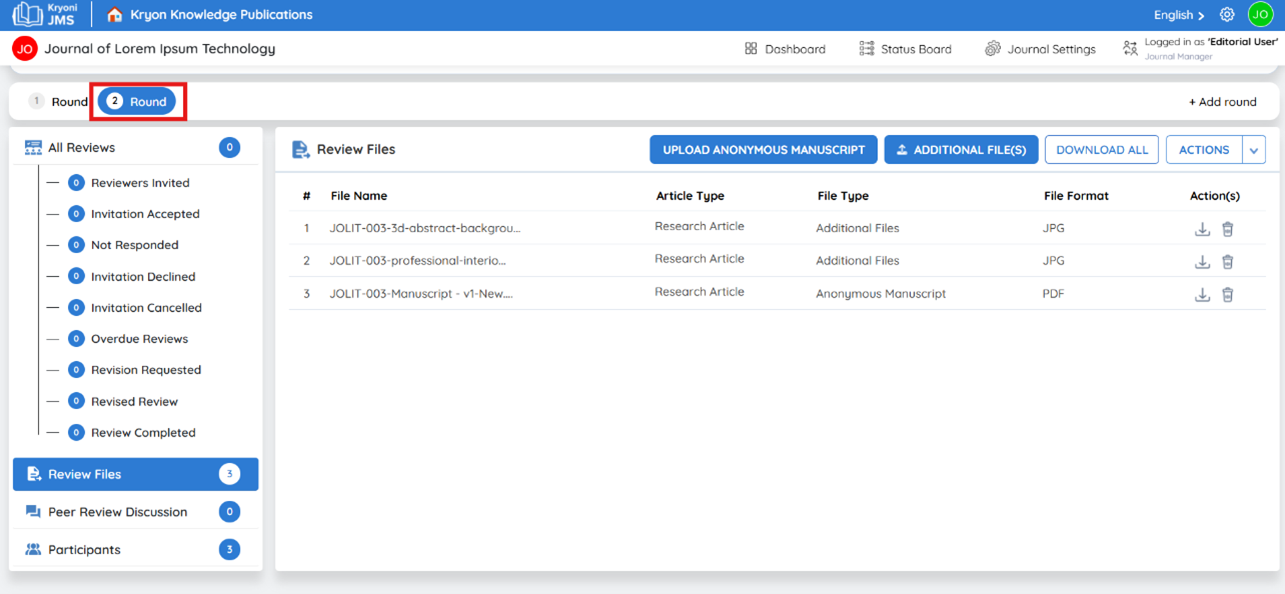 Kryoni
JMS
Kryon Knowledge Publications
English
JO
JO
Journal of Lorem Ipsum Technology
Dashboard
Status Board
Journal Settings
Logged in as 'Editorial User'
Journal Manager
1 Round
2 Round
+ Add round
All Reviews 0
0 Reviewers Invited
0 Invitation Accepted
0 Not Responded
0 Invitation Declined
0 Invitation Cancelled
0 Overdue Reviews
0 Revision Requested
0 Revised Review
0 Review Completed
Review Files 3
Peer Review Discussion 0
Participants 3
Review Files
UPLOAD ANONYMOUS MANUSCRIPT
ADDITIONAL FILE(S)
DOWNLOAD ALL
ACTIONS
# File Name Article Type File Type File Format Action(s)
1 JOLIT-003-3d-abstract-backgrou... Research Article Additional Files JPG
2 JOLIT-003-professional-interio... Research Article Additional Files JPG
3 JOLIT-003-Manuscript - v1-New.... Research Article Anonymous Manuscript PDF